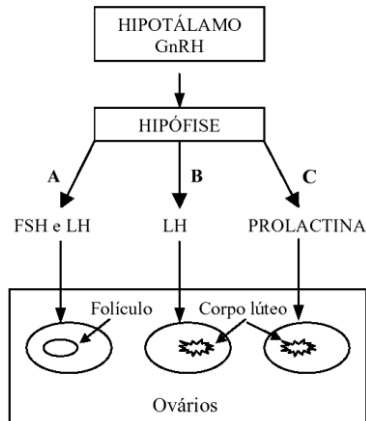 HIPOTÁLAMO
GnRH
HIPÓFISE
A B C
FSH e LH LH PROLACTINA
Folículo Corpo lúteo
Ovários